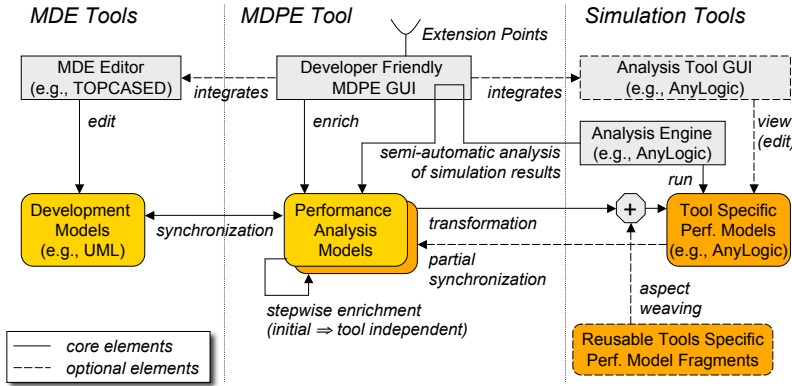 MDE Tools
MDPE Tool
Simulation Tools
Extension Points
MDE Editor
(e.g., TOPCASED)
integrates
Developer Friendly
MDPE GUI
integrates
Analysis Tool GUI
(e.g., AnyLogic)
edit
enrich
view
(edit)
semi-automatic analysis
of simulation results
Analysis Engine
(e.g., AnyLogic)
run
Development
Models
(e.g., UML)
synchronization
Performance
Analysis
Models
transformation
+
Tool Specific
Perf. Models
(e.g., AnyLogic)
partial
synchronization
stepwise enrichment
(initial ⇒ tool independent)
aspect
weaving
core elements
optional elements
Reusable Tools Specific
Perf. Model Fragments